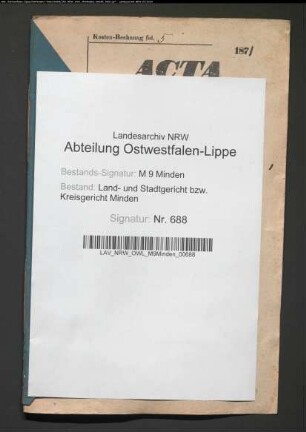 Kosten-Rechnung fol. 5
187/
ACTA
Landesarchiv NRW
Abteilung Ostwestfalen-Lippe
Bestands-Signatur: M 9 Minden
Bestand: Land- und Stadtgericht bzw.
Kreisgericht Minden
Signatur: Nr. 688
LAV_NRW_OWL_M9Minden_00688